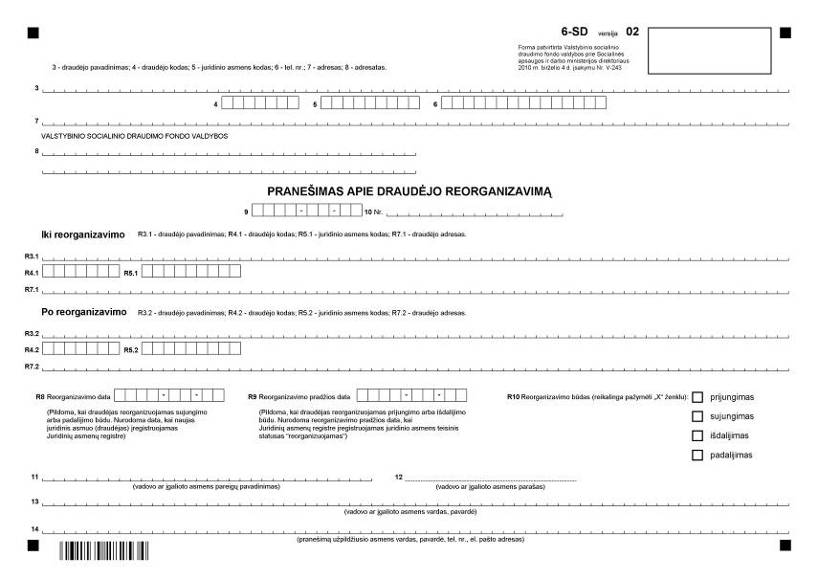 6-SD versija 02
Forma patvirtinta Valstybinio socialinio
draudimo fondo valdybos prie Socialinės
apsaugos ir darbo ministerijos direktoriaus
2010 m. birželio 4 d. įsakymu Nr. V-243
3 - draudėjo pavadinimas; 4 - draudėjo kodas; 5 - juridinio asmens kodas; 6 - tel. nr.; 7 - adresas; 8 - adresatas.
3
4 5 6
7
VALSTYBINIO SOCIALINIO DRAUDIMO FONDO VALDYBOS
8
PRANEŠIMAS APIE DRAUDĖJO REORGANIZAVIMĄ
9 - - 10 Nr.
Iki reorganizavimo R3.1 - draudėjo pavadinimas; R4.1 - draudėjo kodas; R5.1 - juridinio asmens kodas; R7.1 - draudėjo adresas.
R3.1
R4.1 R5.1
R7.1
Po reorganizavimo R3.2 - draudėjo pavadinimas; R4.2 - draudėjo kodas; R5.2 - juridinio asmens kodas; R7.2 - draudėjo adresas.
R3.2
R4.2 R5.2
R7.2
R8 Reorganizavimo data - - R9 Reorganizavimo pradžios data - - R10 Reorganizavimo būdas (reikalinga pažymėti „X" ženklu): prijungimas
(Pildoma, kai draudėjas reorganizuojamas sujungimo
arba padalijimo būdu. Nurodoma data, kai naujas
juridinis asmuo (draudėjas) įregistruojamas
Juridinių asmenų registre)
(Pildoma, kai draudėjas reorganizuojamas prijungimo arba išdalijimo
būdu. Nurodoma reorganizavimo pradžios data, kai
Juridinių asmenų registre įregistruojamas juridinio asmens teisinis
statusas "reorganizuojamas")
sujungimas
išdalijimas
padalijimas
11 12
(vadovo ar įgalioto asmens pareigų pavadinimas) (vadovo ar įgalioto asmens parašas)
13
(vadovo ar įgalioto asmens vardas, pavardė)
14
(pranešimą užpildžiusio asmens vardas, pavardė, tel. nr., el. pašto adresas)